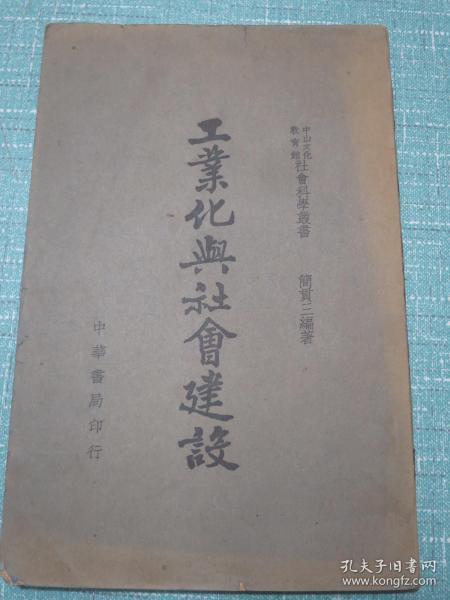 中山文化教育館社會科學叢書 簡貫三編著
工業化與社會建設
中華書局印行
孔夫子旧书网
www.kongfz.com